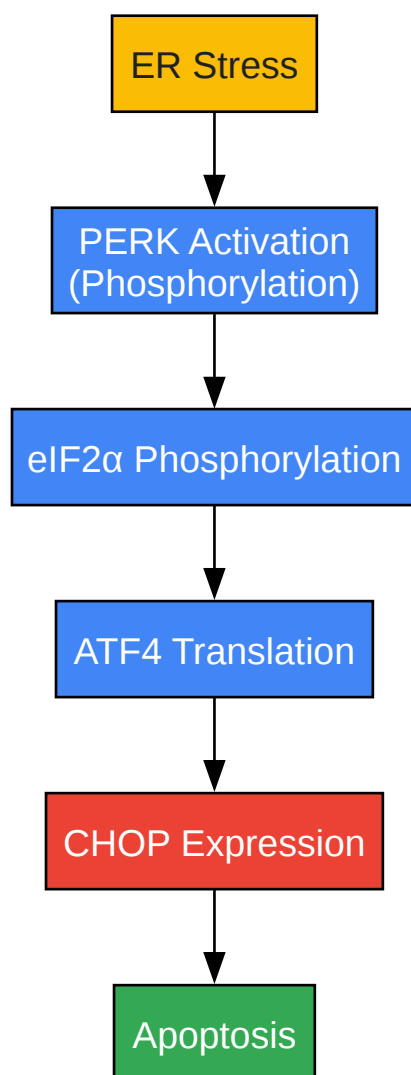 ER Stress
PERK Activation
(Phosphorylation)
eIF2α Phosphorylation
ATF4 Translation
CHOP Expression
Apoptosis